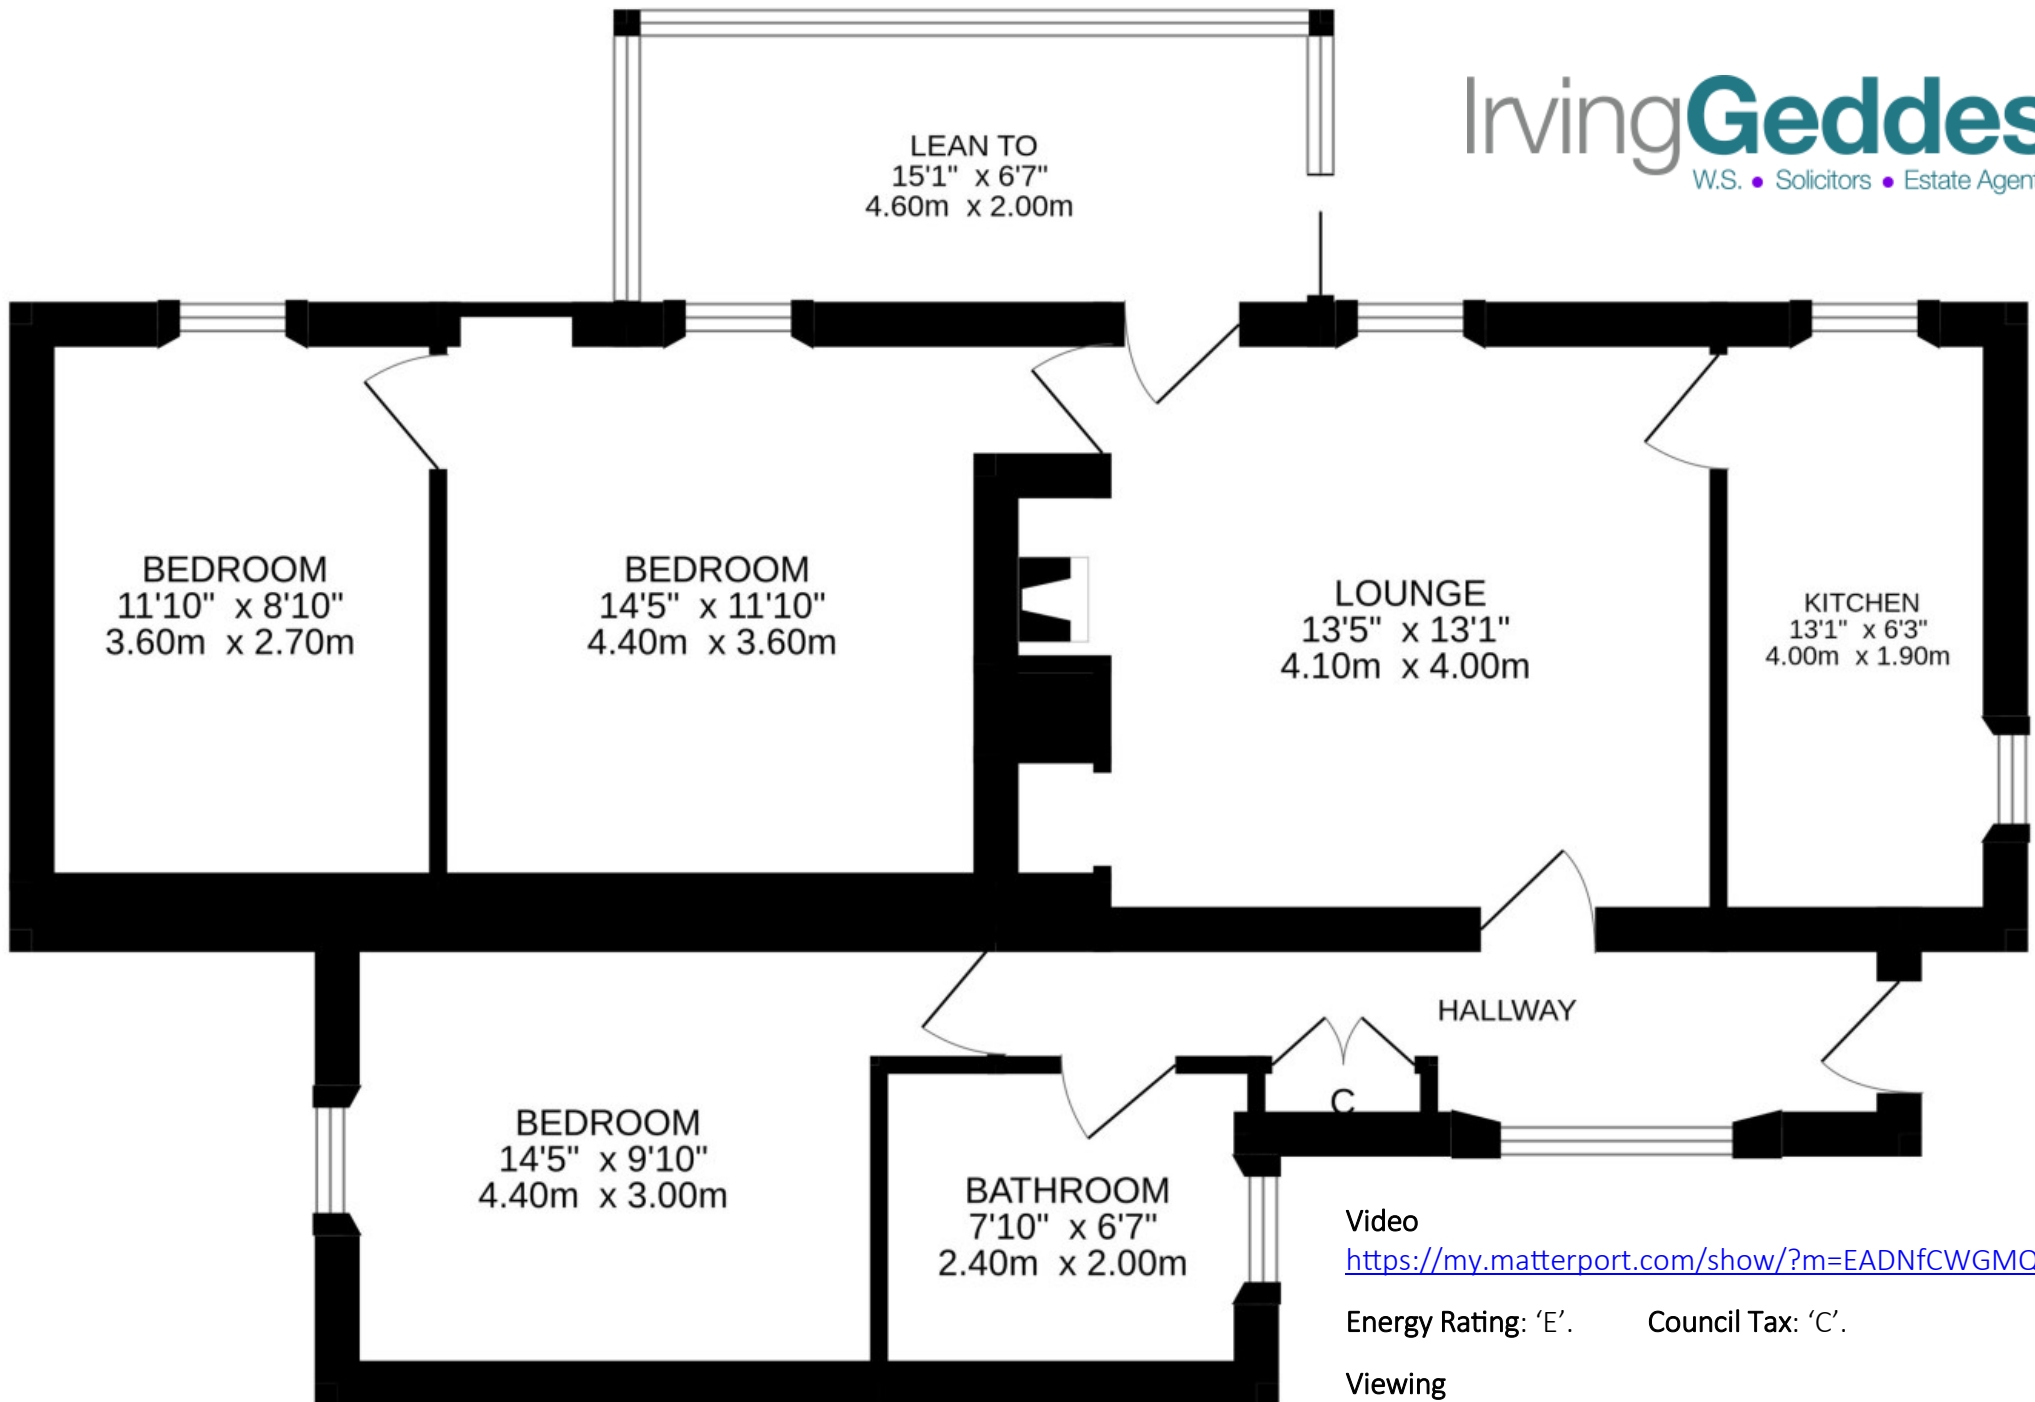 IrvingGeddes
W.S. • Solicitors • Estate Agent
LEAN TO
15'1" x 6'7"
4.60m x 2.00m
BEDROOM
11'10" x 8'10"
3.60m x 2.70m
BEDROOM
14'5" x 11'10"
4.40m x 3.60m
LOUNGE
13'5" x 13'1"
4.10m x 4.00m
KITCHEN
13'1" x 6'3"
4.00m x 1.90m
HALLWAY
C
BEDROOM
14'5" x 9'10"
4.40m x 3.00m
BATHROOM
7'10" x 6'7"
2.40m x 2.00m
Video
https://my.matterport.com/show/?m=EADNfCWGMQ
Energy Rating: ‘E’. Council Tax: ‘C’.
Viewing